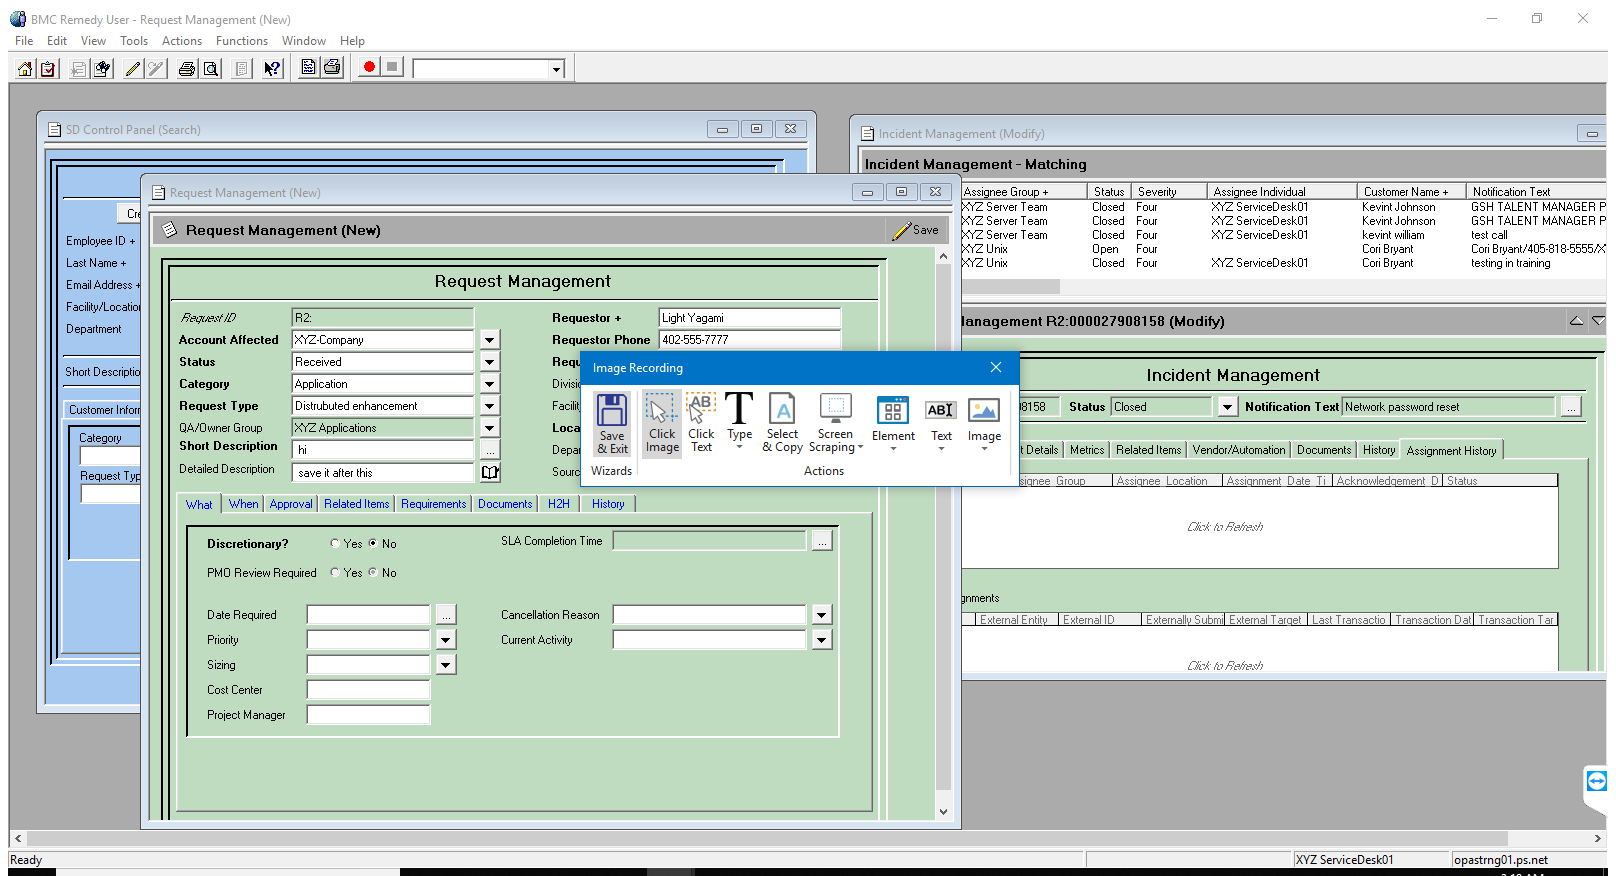 BMC Remedy User - Request Management (New)
File Edit View Tools Actions Functions Window Help
SD Control Panel (Search)
Employee ID +
Last Name +
Email Address +
Facility/Location
Department
Short Descriptio
Customer Inforr
Category
Request Typ
Request Management (New)
Request Management (New)
Save
Request Management
Request ID R2:
Account Affected XYZ-Company
Status Received
Category Application
Request Type Distrubuted enhancement
QA/Owner Group XYZ Applications
Short Description hi ...
Detailed Description save it after this
Requestor + Light Yagami
Requestor Phone 402-555-7777
Requ
Divisi
Facilit
Loca
Depar
Sourc
What When Approval Related Items Requirements Documents H2H History
Discretionary? Yes No
SLA Completion Time ...
PMO Review Required Yes No
Date Required ...
Cancellation Reason
Priority
Current Activity
Sizing
Cost Center
Project Manager
Image Recording
Save & Exit
Click Image
Click Text
Type
Select & Copy
Screen Scraping
Element
Text
Image
Wizards
Actions
Incident Management (Modify)
Incident Management - Matching
Assignee Group + Status Severity Assignee Individual Customer Name + Notification Text
XYZ Server Team Closed Four XYZ ServiceDesk01 Kevint Johnson GSH TALENT MANAGER P
XYZ Server Team Closed Four XYZ ServiceDesk01 Kevint Johnson GSH TALENT MANAGER P
XYZ Server Team Closed Four XYZ ServiceDesk01 kevint william test call
XYZ Unix Open Four Cori Bryant Cori Bryant/405-818-5555/X
XYZ Unix Closed Four XYZ ServiceDesk01 Cori Bryant testing in training
lanagement R2:000027908158 (Modify)
Incident Management
08158 Status Closed Notification Text Network password reset ...
t Details Metrics Related Items Vendor/Automation Documents History Assignment History
signee Group Assignee Location Assignment Date Ti Acknowledgement D Status
Click to Refresh
gnments
External Entity External ID Externally Submi External Target Last Transactio Transaction Dat Transaction Tar
Click to Refresh
Ready
XYZ ServiceDesk01
opastrng01.ps.net